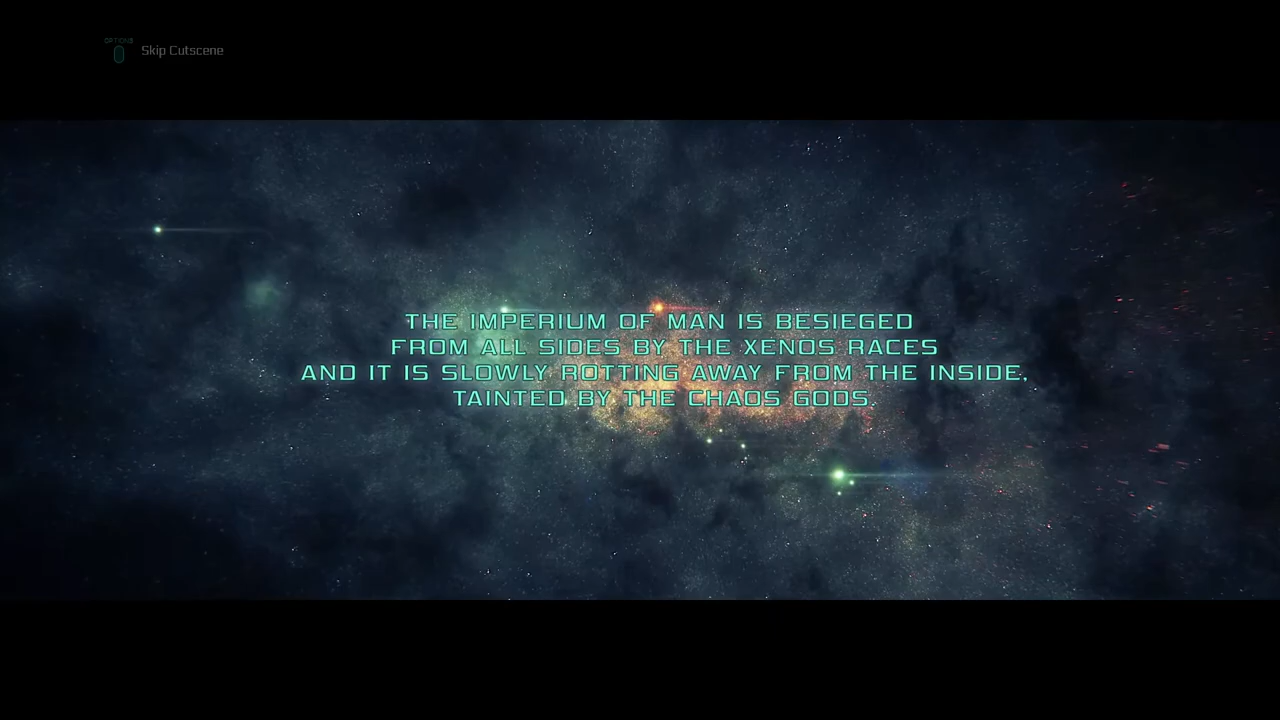 OPTIONS
Skip Cutscene
THE IMPERIUM OF MAN IS BESIEGED
FROM ALL SIDES BY THE XENOS RACES
AND IT IS SLOWLY ROTTING AWAY FROM THE INSIDE,
TAINTED BY THE CHAOS GODS.